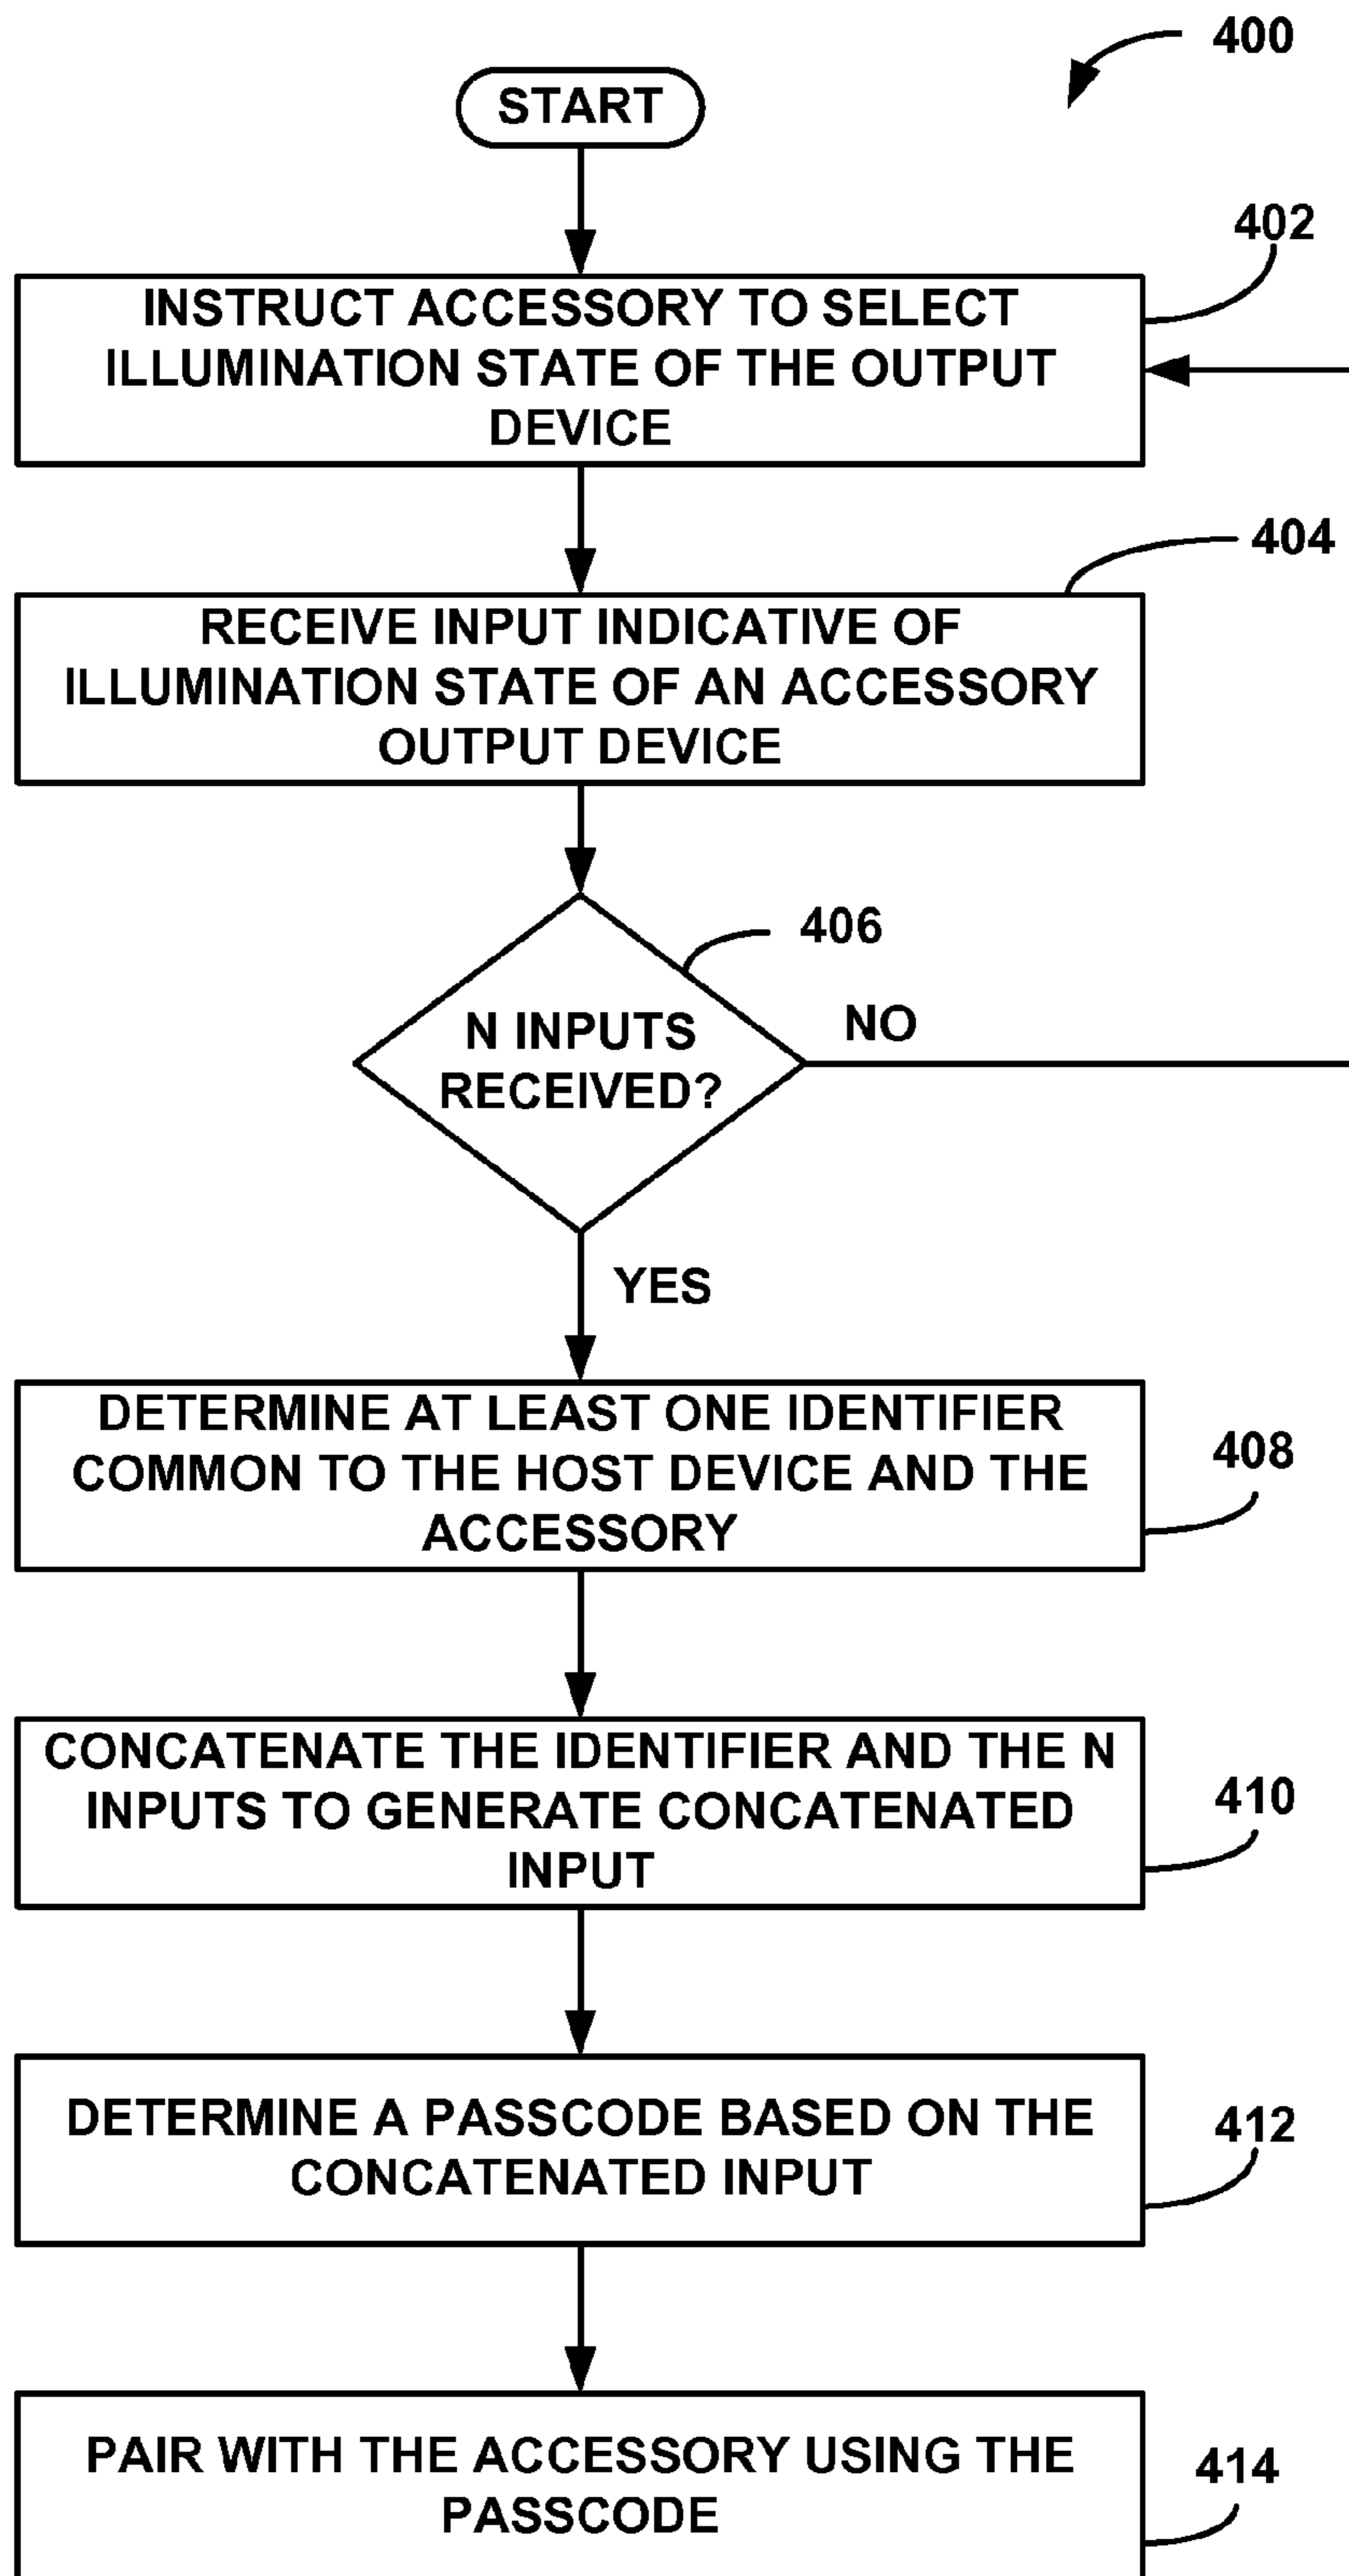 400
START
402
INSTRUCT ACCESSORY TO SELECT
ILLUMINATION STATE OF THE OUTPUT
DEVICE
404
RECEIVE INPUT INDICATIVE OF
ILLUMINATION STATE OF AN ACCESSORY
OUTPUT DEVICE
406
N INPUTS
RECEIVED?
NO
YES
DETERMINE AT LEAST ONE IDENTIFIER
COMMON TO THE HOST DEVICE AND THE
ACCESSORY
408
CONCATENATE THE IDENTIFIER AND THE N
INPUTS TO GENERATE CONCATENATED
INPUT
410
DETERMINE A PASSCODE BASED ON THE
CONCATENATED INPUT
412
PAIR WITH THE ACCESSORY USING THE
PASSCODE
414